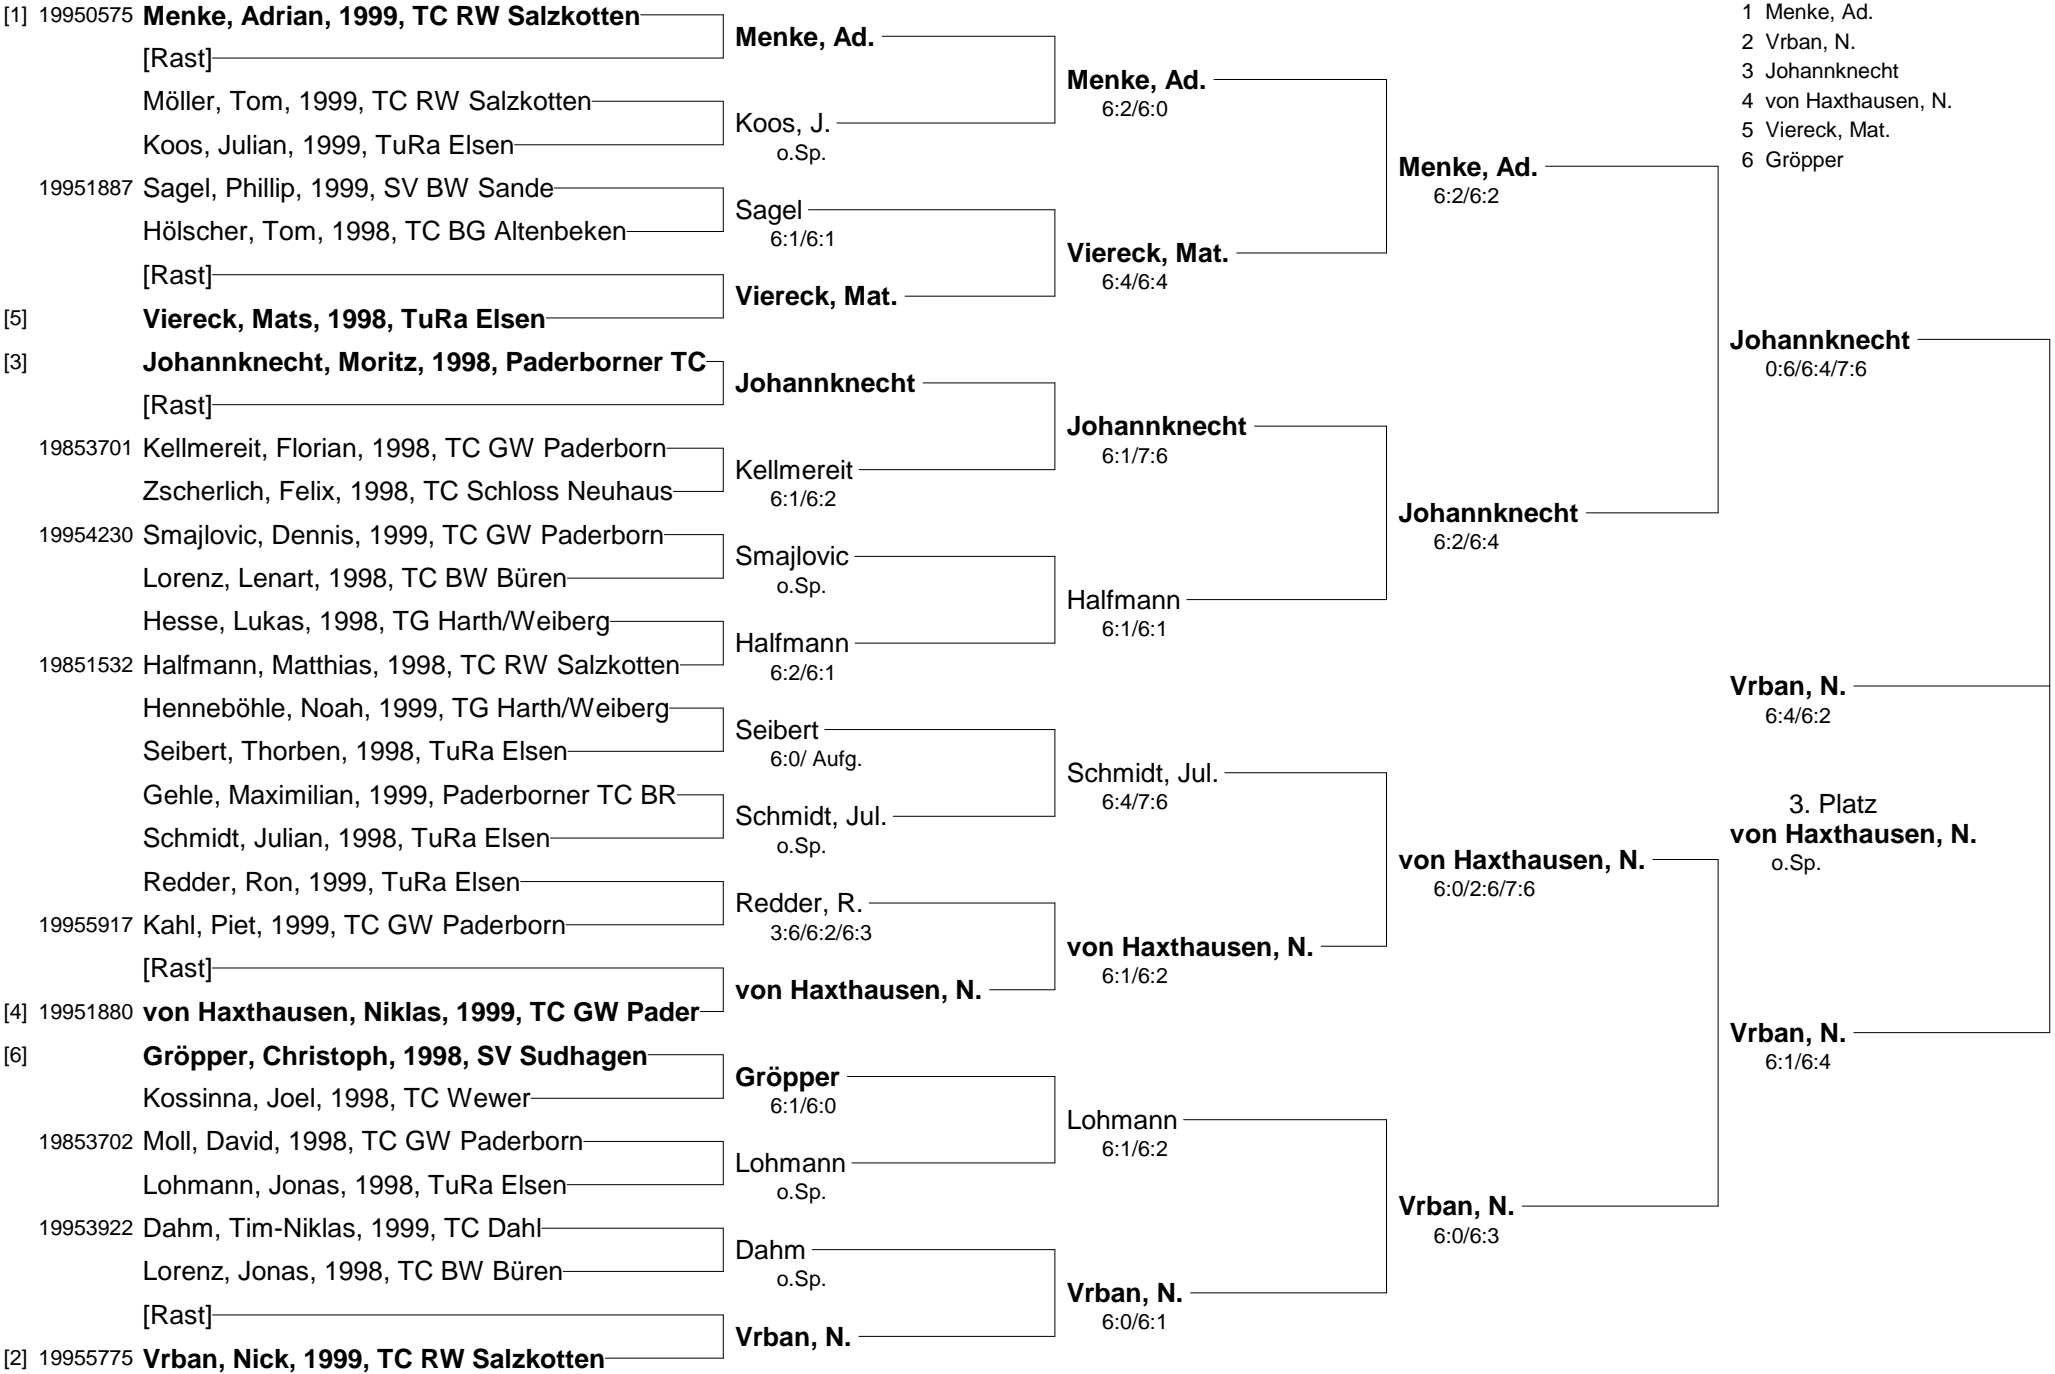 [1] 19950575 Menke, Adrian, 1999, TC RW Salzkotten
[Rast]
Möller, Tom, 1999, TC RW Salzkotten
Koos, Julian, 1999, TuRa Elsen
19951887 Sagel, Phillip, 1999, SV BW Sande
Hölscher, Tom, 1998, TC BG Altenbeken
[Rast]
[5] Viereck, Mats, 1998, TuRa Elsen
[3] Johannknecht, Moritz, 1998, Paderborner TC
[Rast]
19853701 Kellmereit, Florian, 1998, TC GW Paderborn
Zscherlich, Felix, 1998, TC Schloss Neuhaus
19954230 Smajlovic, Dennis, 1999, TC GW Paderborn
Lorenz, Lenart, 1998, TC BW Büren
Hesse, Lukas, 1998, TG Harth/Weiberg
19851532 Halfmann, Matthias, 1998, TC RW Salzkotten
Henneböhle, Noah, 1999, TG Harth/Weiberg
Seibert, Thorben, 1998, TuRa Elsen
Gehle, Maximilian, 1999, Paderborner TC BR
Schmidt, Julian, 1998, TuRa Elsen
Redder, Ron, 1999, TuRa Elsen
19955917 Kahl, Piet, 1999, TC GW Paderborn
[Rast]
[4] 19951880 von Haxthausen, Niklas, 1999, TC GW Pader
[6] Gröpper, Christoph, 1998, SV Sudhagen
Kossinna, Joel, 1998, TC Wewer
19853702 Moll, David, 1998, TC GW Paderborn
Lohmann, Jonas, 1998, TuRa Elsen
19953922 Dahm, Tim-Niklas, 1999, TC Dahl
Lorenz, Jonas, 1998, TC BW Büren
[Rast]
[2] 19955775 Vrban, Nick, 1999, TC RW Salzkotten
Menke, Ad.
Koos, J.
o.Sp.
Sagel
6:1/6:1
Viereck, Mat.
Johannknecht
Kellmereit
6:1/6:2
Smajlovic
o.Sp.
Halfmann
6:2/6:1
Seibert
6:0/ Aufg.
Schmidt, Jul.
o.Sp.
Redder, R.
3:6/6:2/6:3
von Haxthausen, N.
Gröpper
6:1/6:0
Lohmann
o.Sp.
Dahm
o.Sp.
Vrban, N.
Menke, Ad.
6:2/6:0
Viereck, Mat.
6:4/6:4
Johannknecht
6:1/7:6
Halfmann
6:1/6:1
Schmidt, Jul.
6:4/7:6
von Haxthausen, N.
6:1/6:2
Lohmann
6:1/6:2
Vrban, N.
6:0/6:1
Menke, Ad.
6:2/6:2
Johannknecht
6:2/6:4
von Haxthausen, N.
6:0/2:6/7:6
Vrban, N.
6:0/6:3
1 Menke, Ad.
2 Vrban, N.
3 Johannknecht
4 von Haxthausen, N.
5 Viereck, Mat.
6 Gröpper
Johannknecht
0:6/6:4/7:6
Vrban, N.
6:4/6:2
3. Platz
von Haxthausen, N.
o.Sp.
Vrban, N.
6:1/6:4